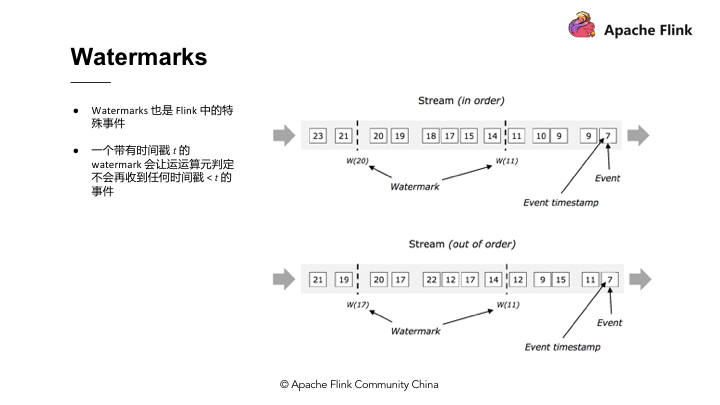 Apache Flink
Watermarks
● Watermarks 也是 Flink 中的特
殊事件
● 一个带有时间戳 t 的
watermark 会让运运算元判定
不会再收到任何时间戳 < t 的
事件
Stream (in order)
23 21 20 19 18 17 15 14 11 10 9 9 7
W(20) W(11)
Watermark
Event
Event timestamp
Stream (out of order)
21 19 20 17 22 12 17 14 12 9 15 11 7
W(17) W(11)
Watermark
Event
Event timestamp
© Apache Flink Community China